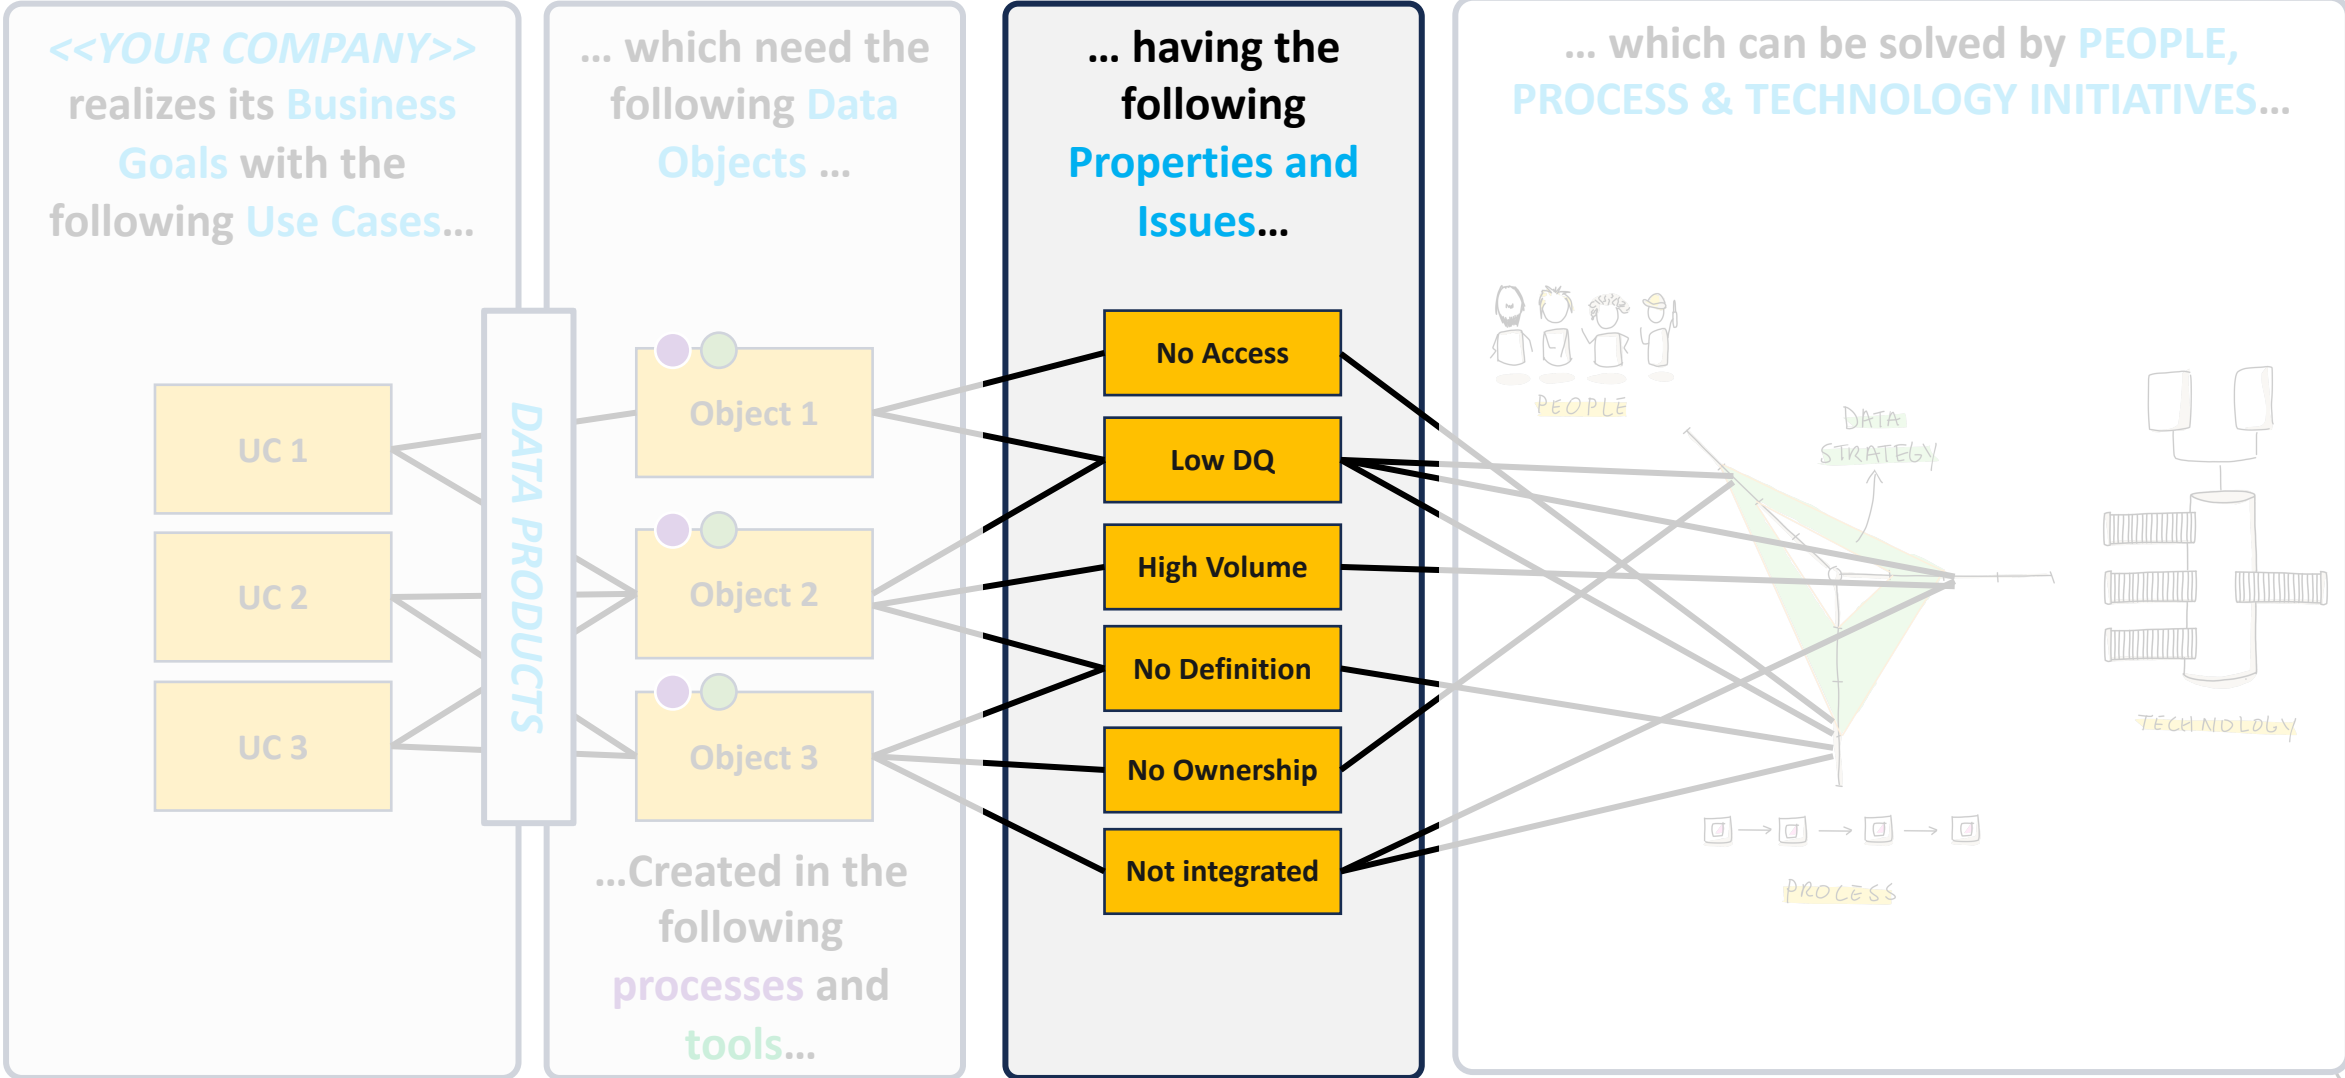 <<YOUR COMPANY>>
realizes its Business
Goals with the
following Use Cases...
UC 1
UC 2
UC 3
DATA PRODUCTS
... which need the
following Data
Objects ...
Object 1
Object 2
Object 3
...Created in the
following
processes and
tools...
... having the
following
Properties and
Issues...
No Access
Low DQ
High Volume
No Definition
No Ownership
Not integrated
... which can be solved by PEOPLE,
PROCESS & TECHNOLOGY INITIATIVES...
PEOPLE
DATA
STRATEGY
TECHNOLOGY
PROCESS